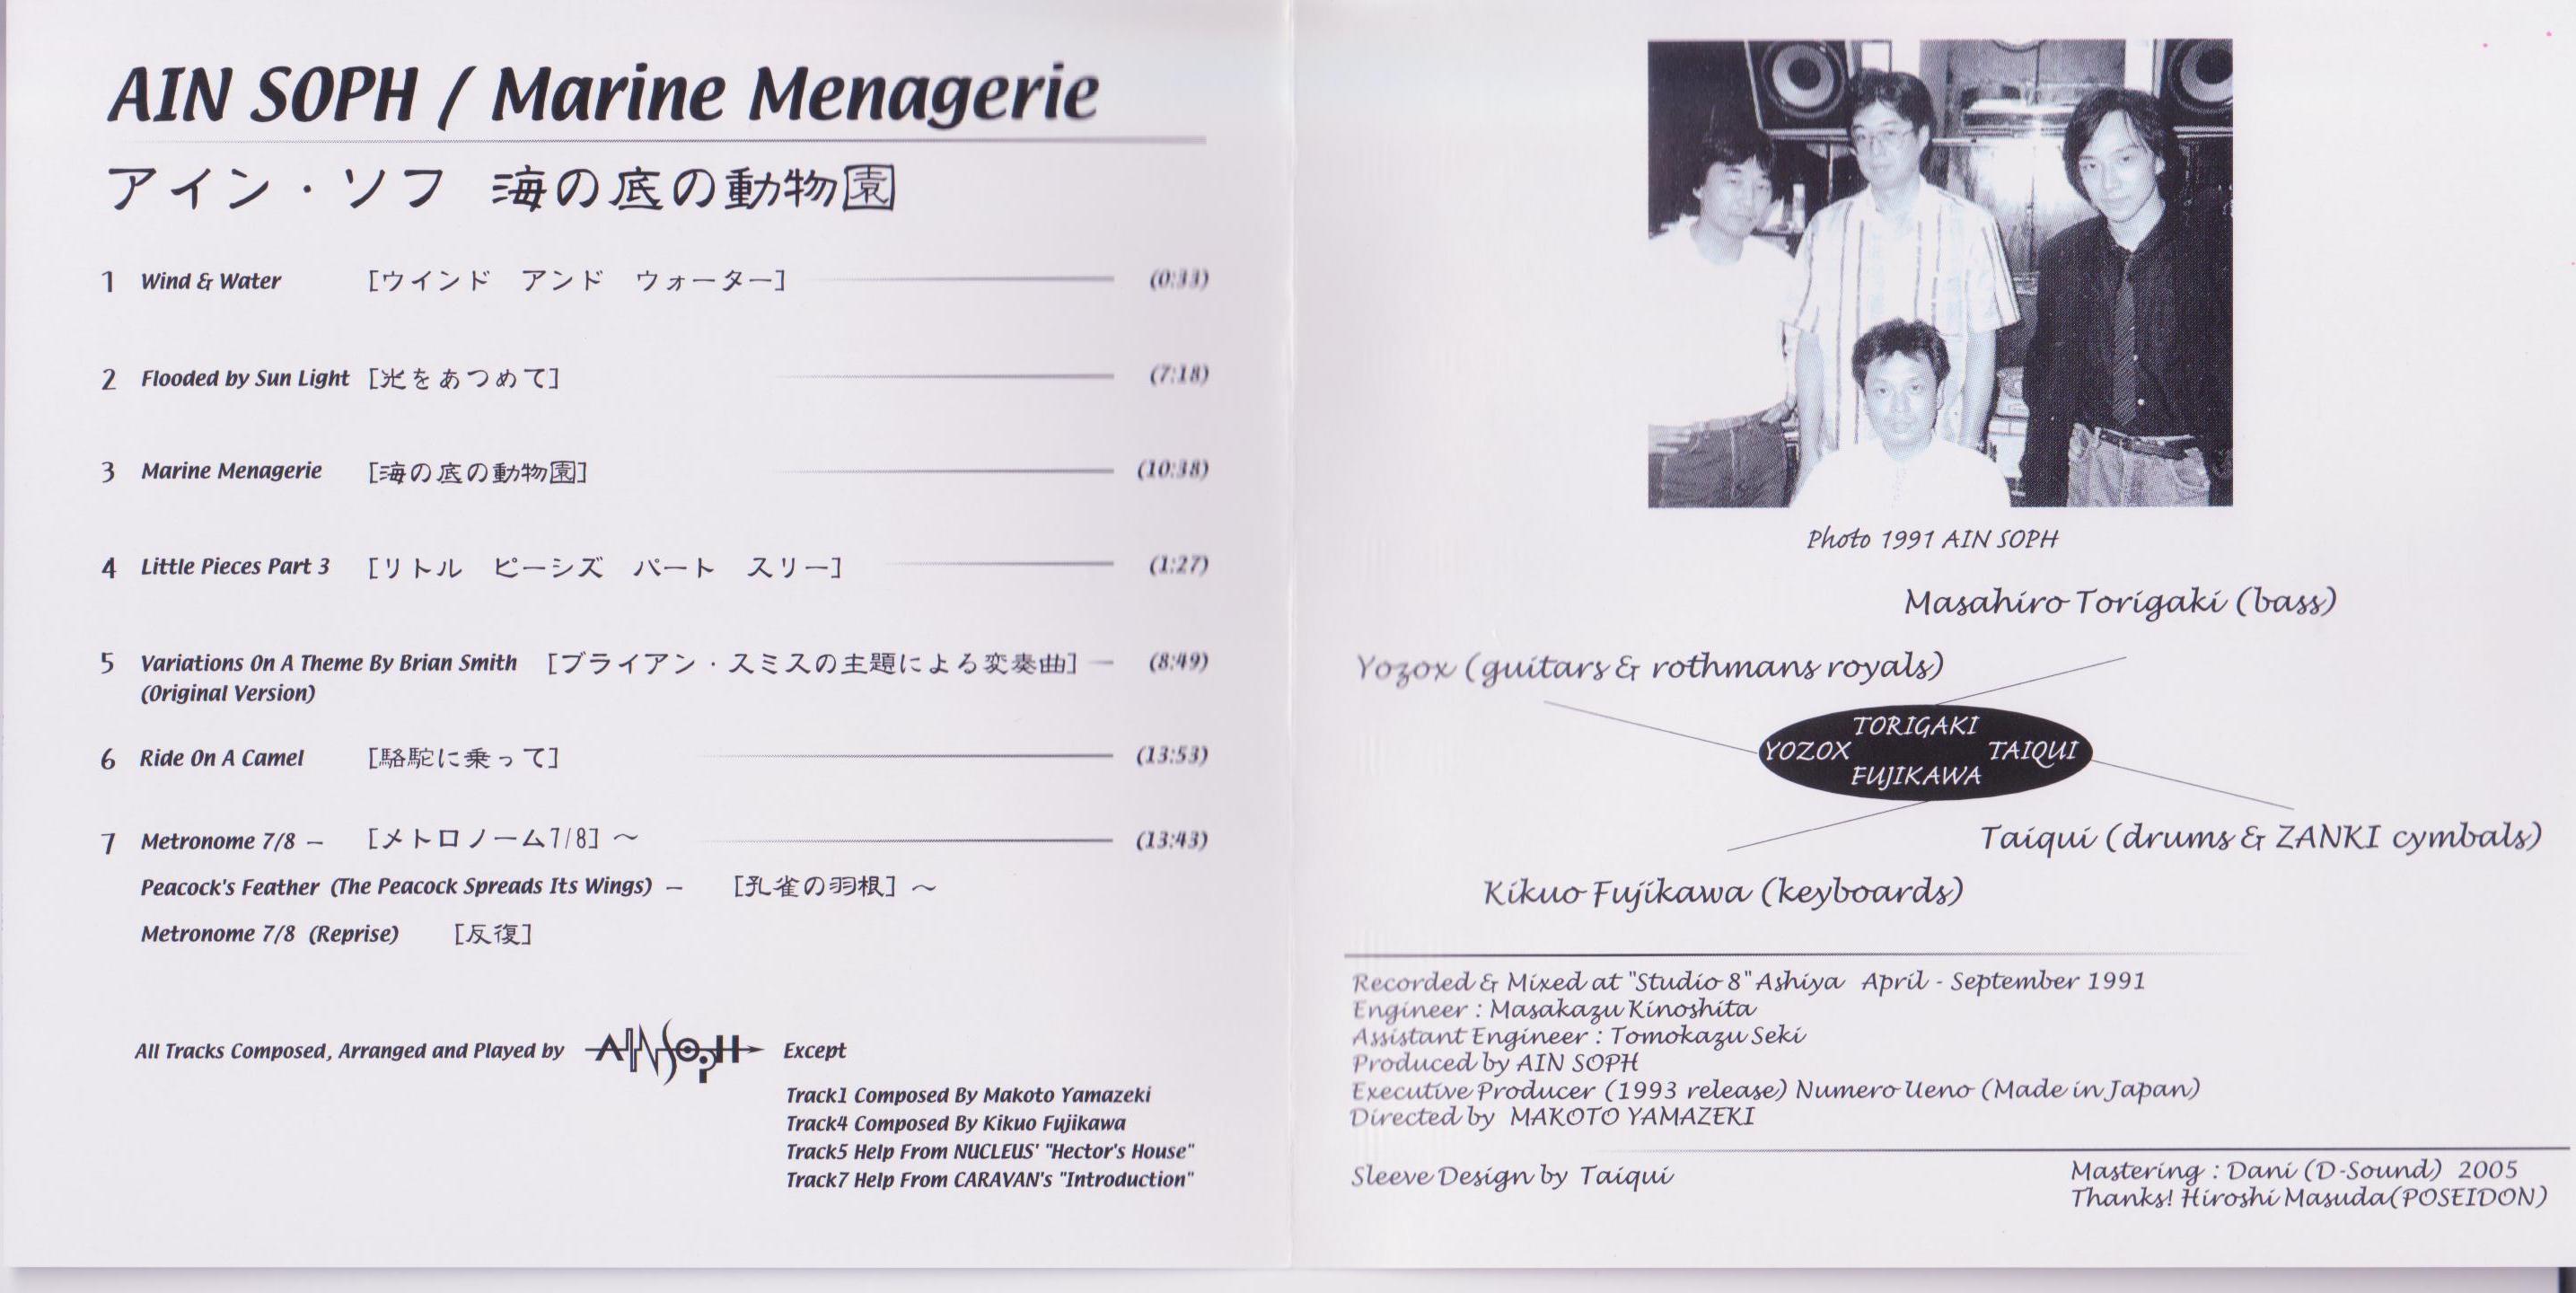 AIN SOPH / Marine Menagerie
アイン・ソフ 海の底の動物園
1 Wind & Water [ウインド アンド ウォーター] (0:33)
2 Flooded by Sun Light [光をあつめて] (7:18)
3 Marine Menagerie [海の底の動物園] (10:38)
4 Little Pieces Part 3 [リトル ピーシズ パート スリー] (1:27)
5 Variations On A Theme By Brian Smith [ブライアン・スミスの主題による変奏曲] — (8:49)
(Original Version)
6 Ride On A Camel [駱駝に乗って] (13:53)
7 Metronome 7/8 – [メトロノーム7/8] ～ (13:43)
Peacock's Feather (The Peacock Spreads Its Wings) – [孔雀の羽根] ～
Metronome 7/8 (Reprise) [反復]
All Tracks Composed, Arranged and Played by AIN SOPH Except
Track1 Composed By Makoto Yamazeki
Track4 Composed By Kikuo Fujikawa
Track5 Help From NUCLEUS' "Hector's House"
Track7 Help From CARAVAN's "Introduction"
Photo 1991 AIN SOPH
Masahiro Torigaki (bass)
Yozox (guitars & rothmans royals)
TORIGAKI
YOZOX TAIQUI
FUJIKAWA
Taiqui (drums & ZANKI cymbals)
Kikuo Fujikawa (keyboards)
Recorded & Mixed at "Studio 8" Ashiya April - September 1991
Engineer : Masakazu Kinoshita
Assistant Engineer : Tomokazu Seki
Produced by AIN SOPH
Executive Producer (1993 release) Numero Ueno (Made in Japan)
Directed by MAKOTO YAMAZEKI
Sleeve Design by Taiqui
Mastering : Dani (D-Sound) 2005
Thanks! Hiroshi Masuda(POSEIDON)